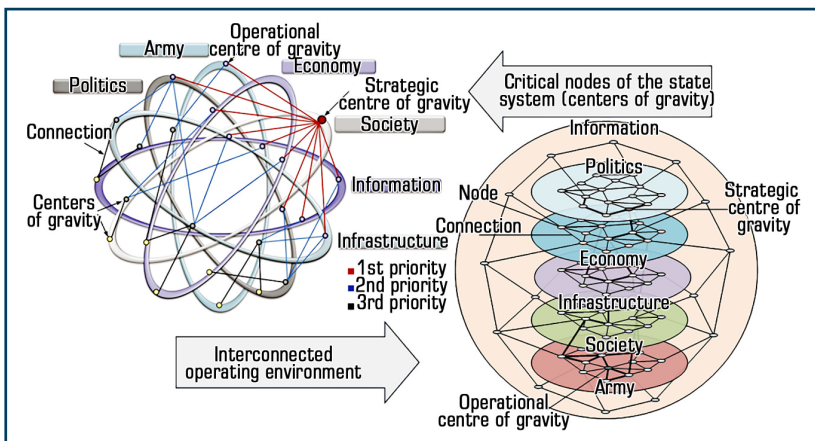 Operational
centre of gravity
Army
Economy
Politics
Strategic
centre of gravity
Society
Connection
Information
Centers
of gravity
Infrastructure
1st priority
2nd priority
3rd priority
Critical nodes of the state
system (centers of gravity)
Information
Politics
Node
Strategic
centre of
gravity
Connection
Economy
Infrastructure
Society
Army
Operational
centre of gravity
Interconnected
operating environment